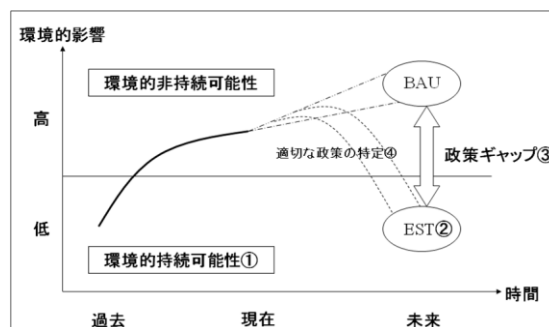 環境的影響
環境的非持続可能性
BAU
高
適切な政策の特定④
政策ギャップ③
低
EST②
環境的持続可能性①
時間
過去
現在
未来